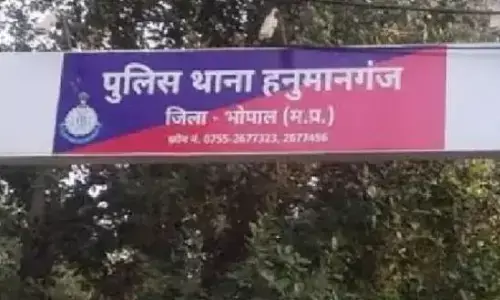 पुलिस थाना हनुमानगंज
जिला - भोपाल (म.प्र.)
फ़ोन नं. 0755-2677323, 2677456